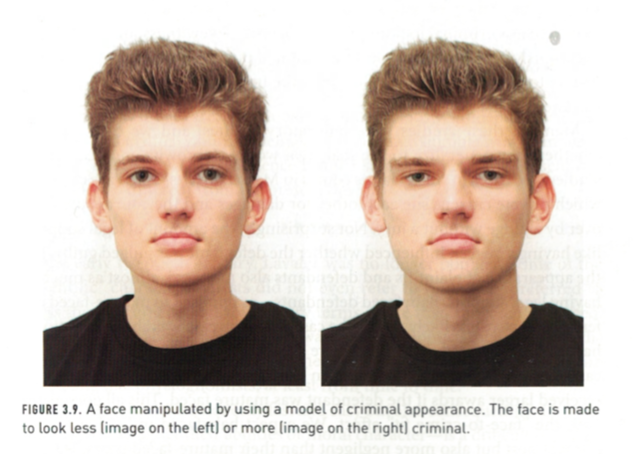 FIGURE 3.9. A face manipulated by using a model of criminal appearance. The face is made
to look less (image on the left) or more (image on the right) criminal.